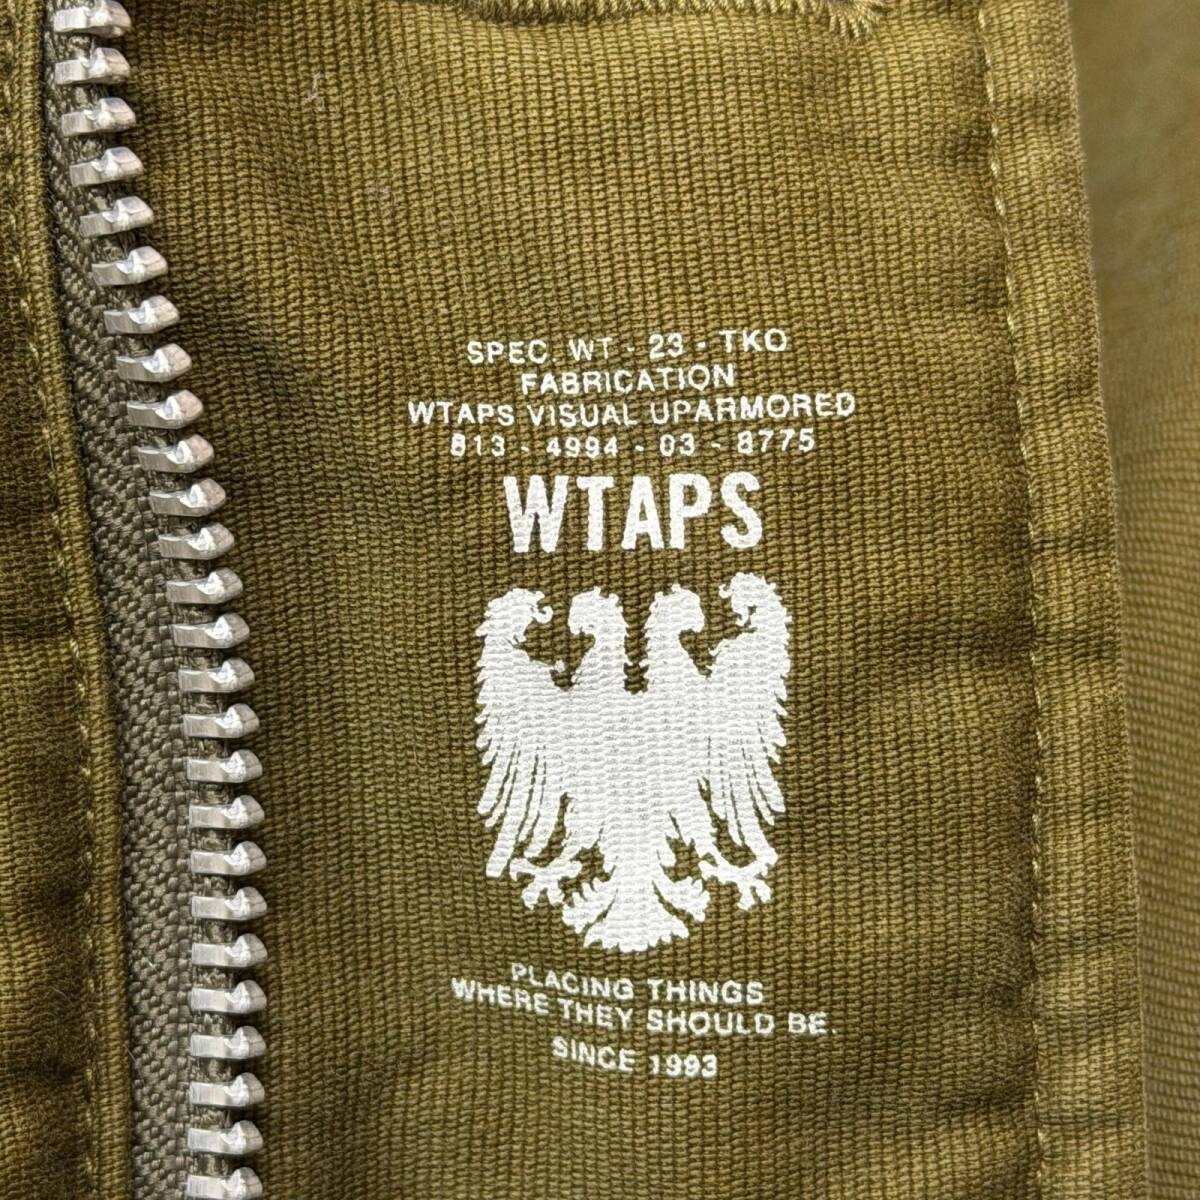 SPEC. WT - 23 - TKO
FABRICATION
WTAPS VISUAL UPARMORED
813 - 4994 - 03 - 8775
WTAPS
PLACING THINGS
WHERE THEY SHOULD BE.
SINCE 1993